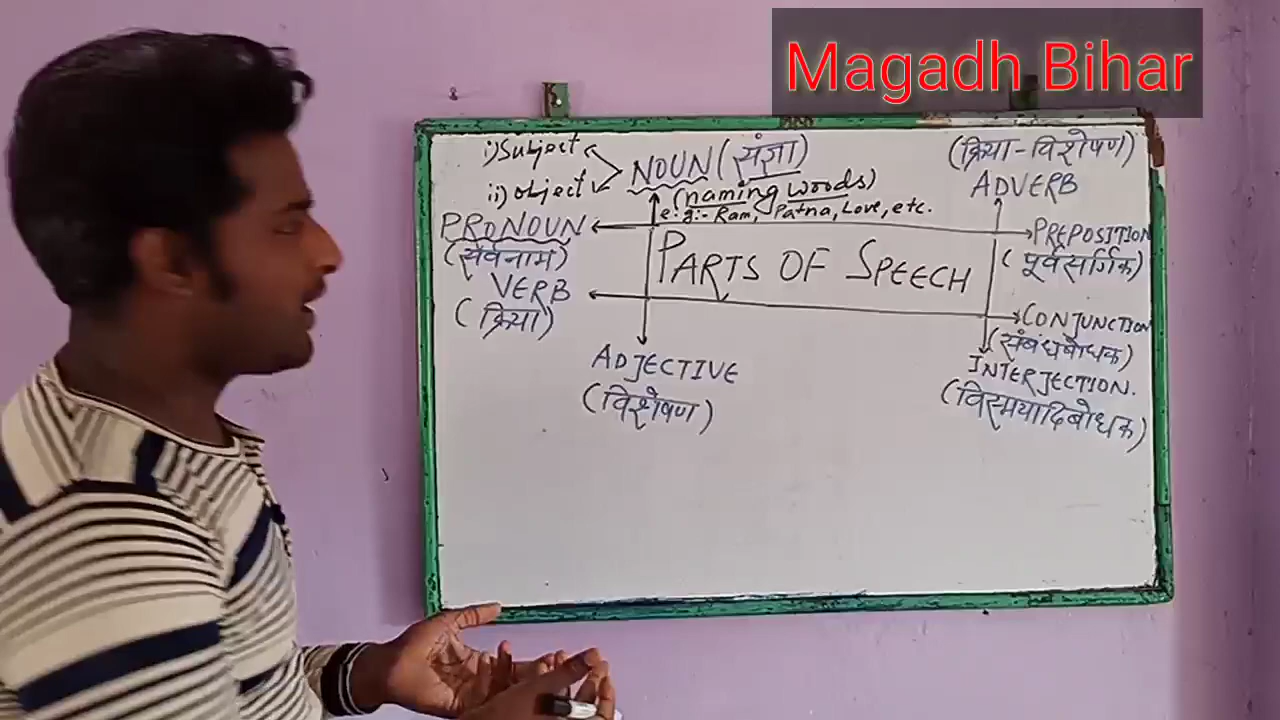 Magadh Bihar
i) Subject
ii) object
NOUN (संज्ञा)
(naming words)
e.g:- Ram, Patna, Love, etc.
(क्रिया-विशेषण)
ADVERB
PRONOUN
(सर्वनाम)
VERB
(क्रिया)
PARTS OF SPEECH
PREPOSITION
(पूर्वसर्गिक)
CONJUNCTION
(संबंधबोधक)
ADJECTIVE
(विशेषण)
INTERJECTION.
(विस्मयादिबोधक)